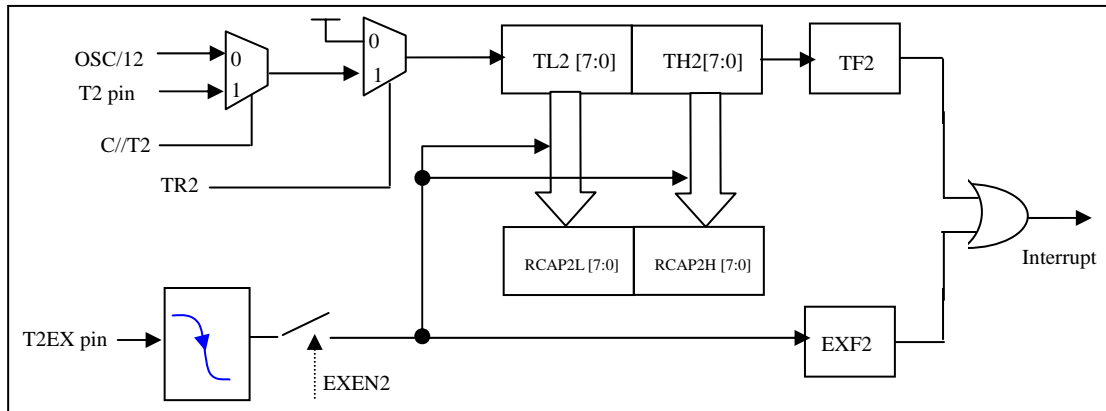 OSC/12
0
0
TL2 [7:0]
TH2[7:0]
TF2
T2 pin
1
1
C//T2
TR2
RCAP2L [7:0]
RCAP2H [7:0]
Interrupt
T2EX pin
EXF2
EXEN2